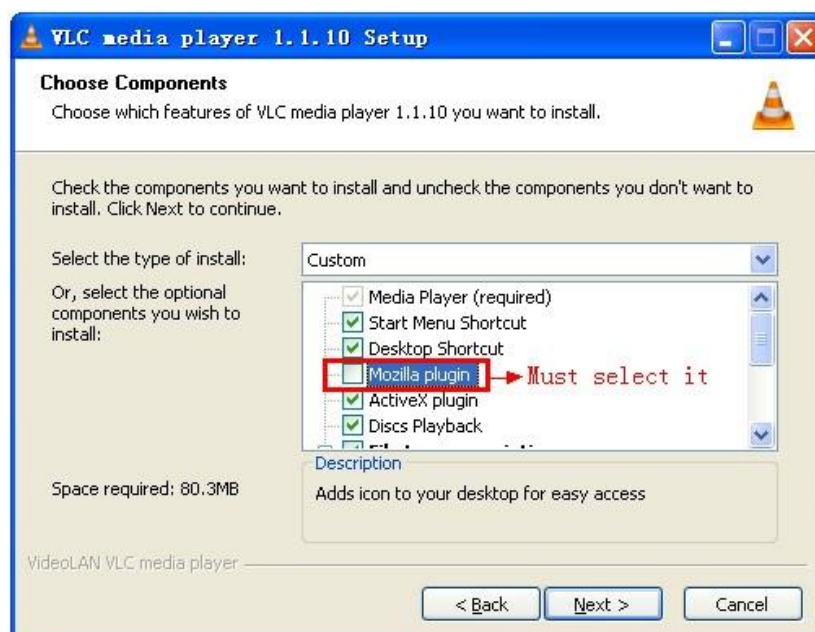 VLC media player 1.1.10 Setup
Choose Components
Choose which features of VLC media player 1.1.10 you want to install.
Check the components you want to install and uncheck the components you don't want to
install. Click Next to continue.
Select the type of install:
Custom
Or, select the optional
components you wish to
install:
Media Player (required)
Start Menu Shortcut
Desktop Shortcut
Mozilla plugin
Must select it
ActiveX plugin
Discs Playback
Space required: 80.3MB
Description
Adds icon to your desktop for easy access
VideoLAN VLC media player
< Back
Next >
Cancel